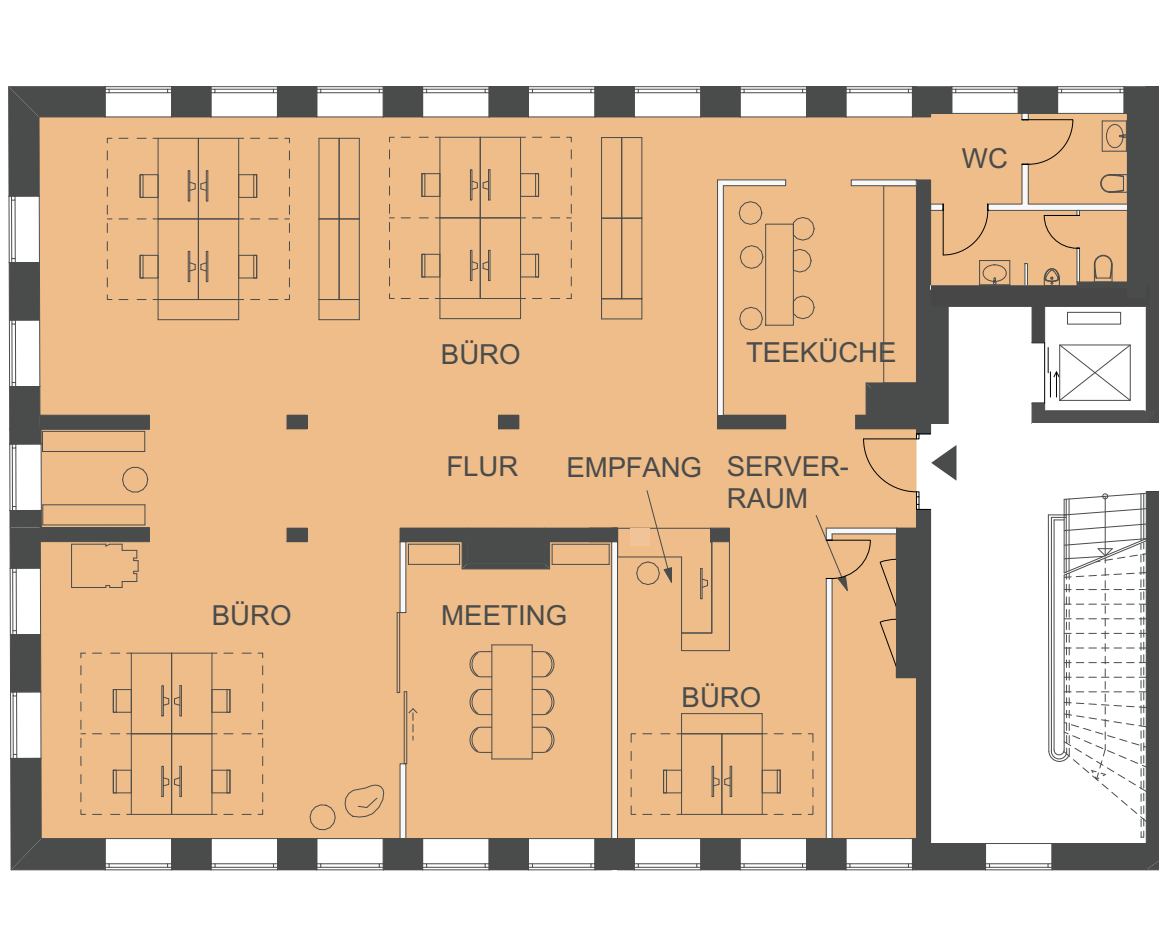 WC
BÜRO
TEEKÜCHE
FLUR
EMPFANG
SERVER-
RAUM
BÜRO
MEETING
BÜRO